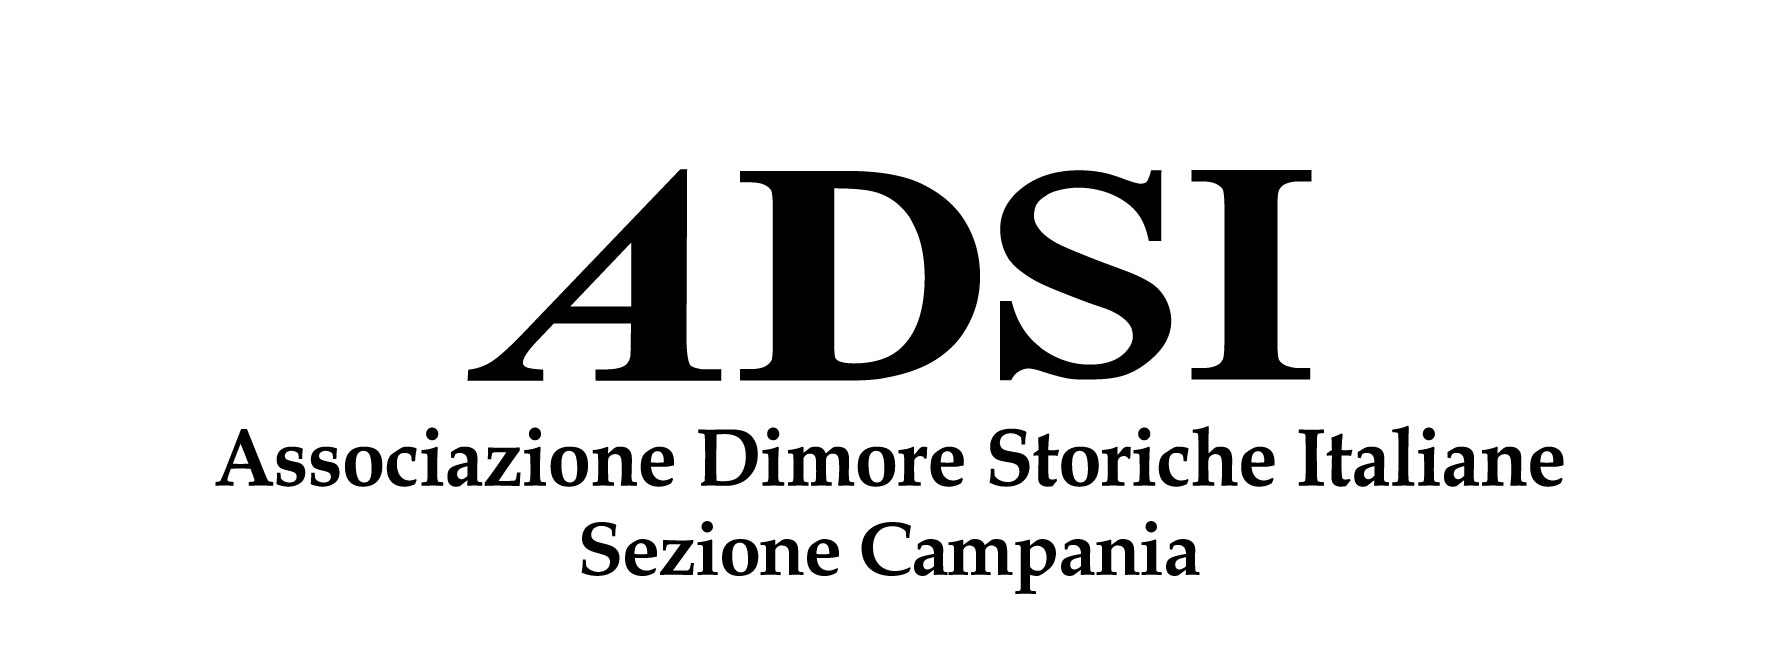 ADSI
Associazione Dimore Storiche Italiane
Sezione Campania